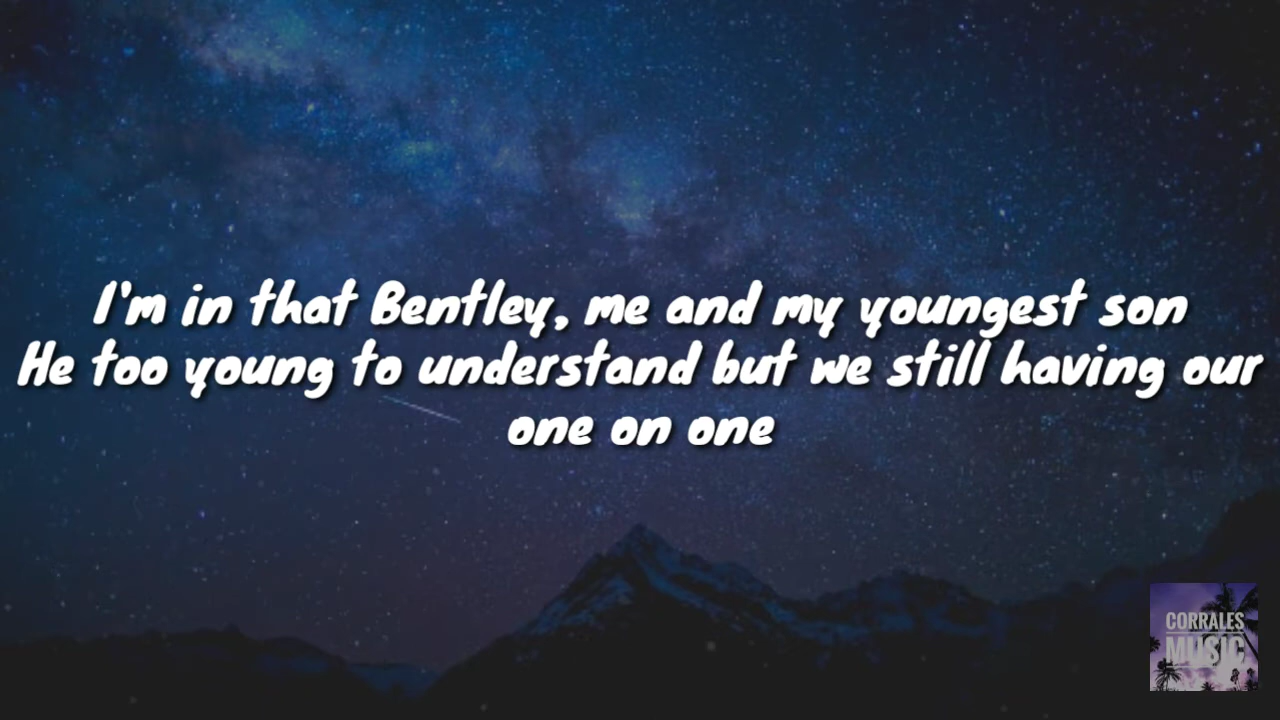 I'm in that Bentley, me and my youngest son
He too young to understand but we still having our
one on one
CORRALES
MUSIC